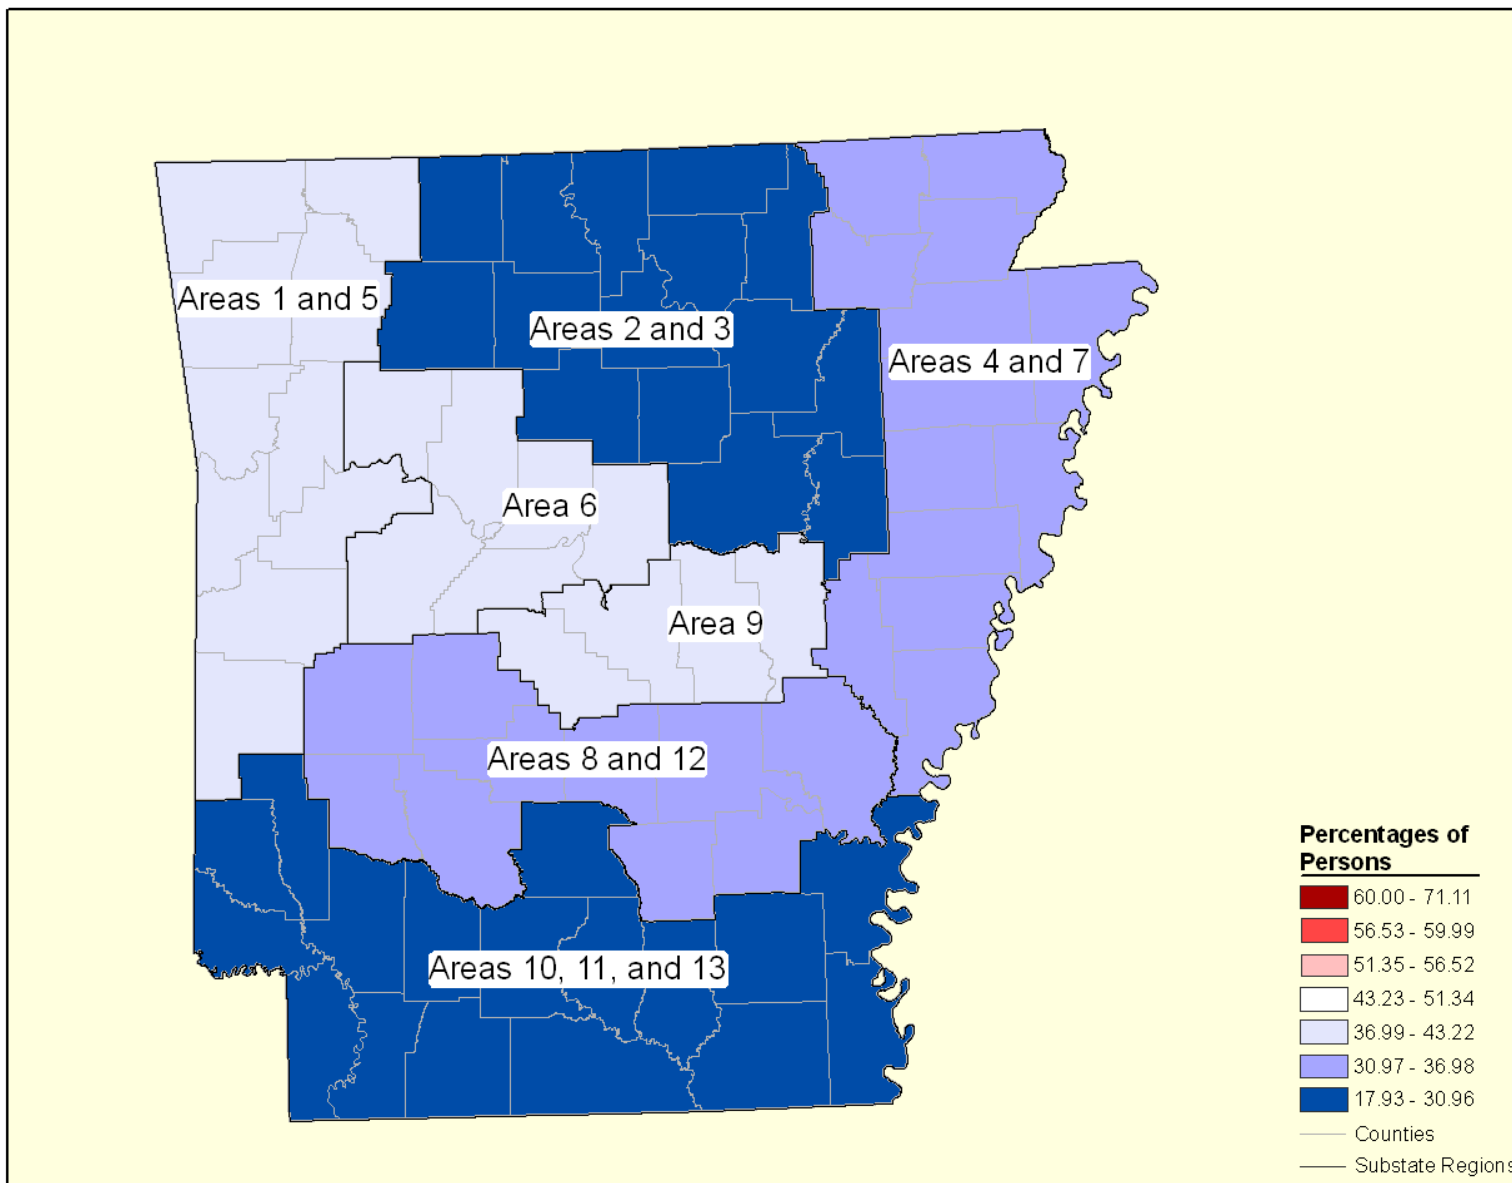 Areas 1 and 5
Areas 2 and 3
Areas 4 and 7
Area 6
Area 9
Areas 8 and 12
Areas 10, 11, and 13
Percentages of
Persons
60.00 - 71.11
56.53 - 59.99
51.35 - 56.52
43.23 - 51.34
36.99 - 43.22
30.97 - 36.98
17.93 - 30.96
Counties
Substate Regions